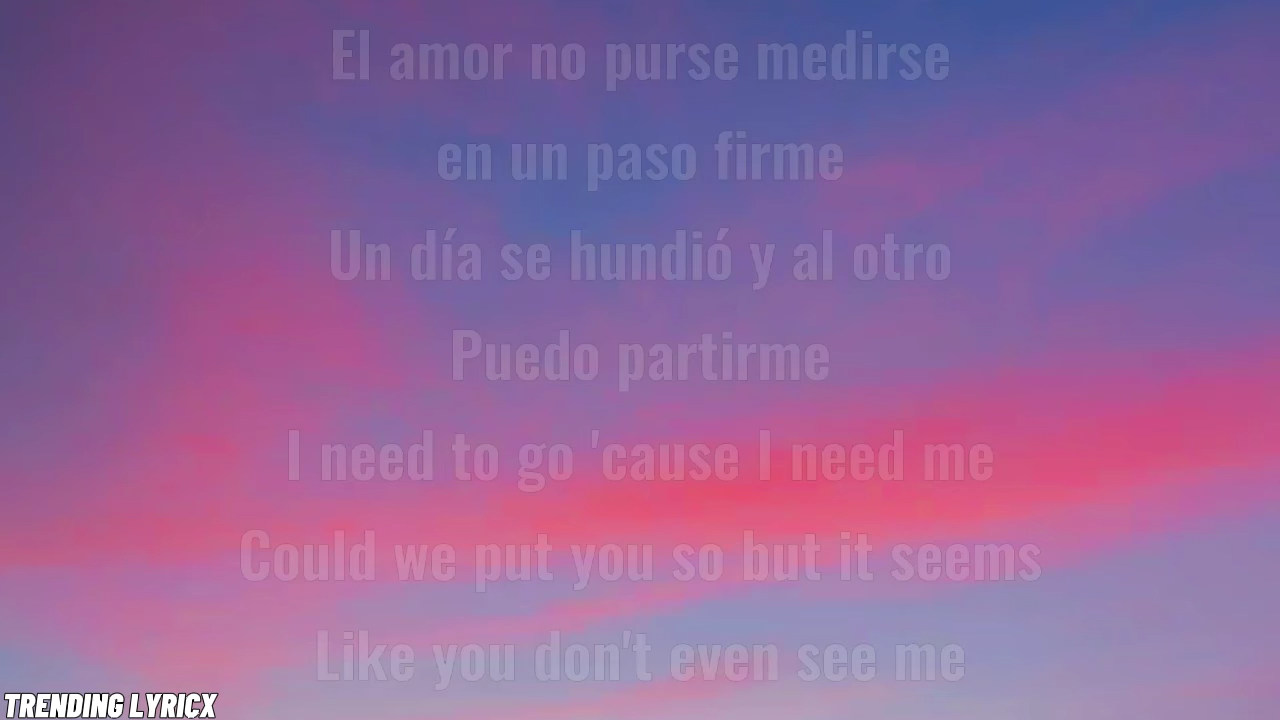 El amor no purse medirse
en un paso firme
Un día se hundió y al otro
Puedo partirme
I need to go 'cause I need me
Could we put you so but it seems
Like you don't even see me
TRENDING LYRICX